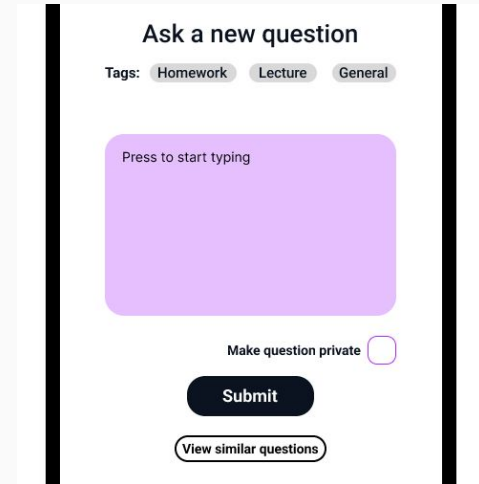 Ask a new question
Tags: Homework Lecture General
Press to start typing
Make question private
Submit
View similar questions